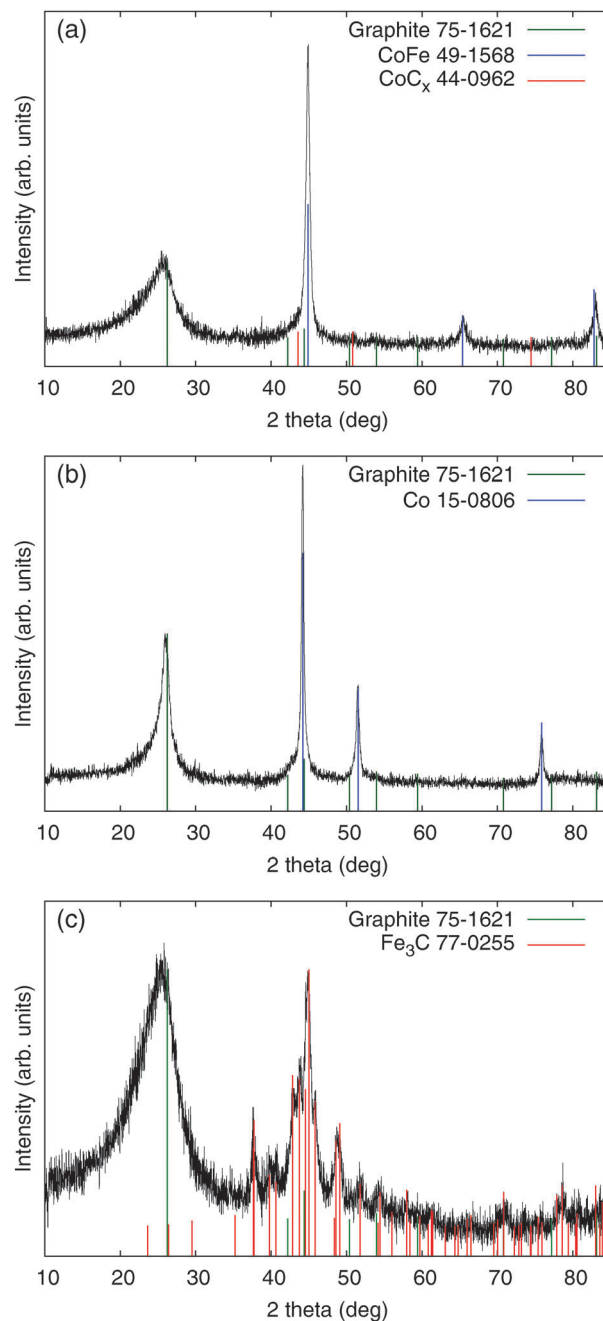 (a)
Graphite 75-1621
CoFe 49-1568
CoCₓ 44-0962
Intensity (arb. units)
10 20 30 40 50 60 70 80
2 theta (deg)
(b)
Graphite 75-1621
Co 15-0806
Intensity (arb. units)
10 20 30 40 50 60 70 80
2 theta (deg)
(c)
Graphite 75-1621
Fe₃C 77-0255
Intensity (arb. units)
10 20 30 40 50 60 70 80
2 theta (deg)